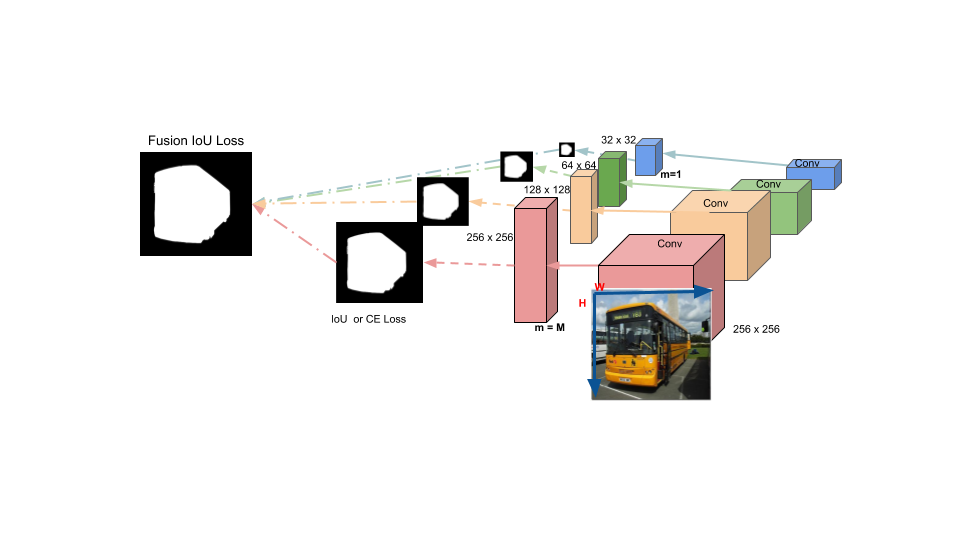 Fusion IoU Loss
32 x 32
64 x 64
m=1
Conv
Conv
128 x 128
Conv
256 x 256
Conv
W
H
IoU or CE Loss
m = M
256 x 256